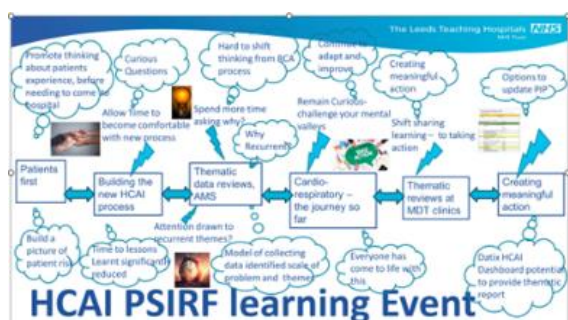 The Leeds Teaching Hospitals NHS
NHS Trust
Promote thinking
about patients
experience, before
needing to come to
hospital
Curious
Questions
Hard to shift
thinking from RCA
process
Continue to
adapt and
improve
Creating
meaningful
action
Options to
update PIP
Allow Time to
become comfortable
with new process
Spend more time
asking why?
Why
Recurrent?
Remain Curious-
challenge your mental
valleys
Shift sharing
learning – to taking
action
Patients
first
Building the
new HCAI
process
Thematic
data reviews,
AMS
Cardio-
respiratory –
the journey so
far
Thematic
reviews at
MDT clinics
Creating
meaningful
action
Attention drawn to
recurrent themes?
Build a
picture of
patient risk
Time to lessons
Learnt significantly
reduced
Model of collecting
data identified scale of
problem and themes
Everyone has
come to life with
this
Datix HCAI
Dashboard potential
to provide thematic
report
HCAI PSIRF learning Event